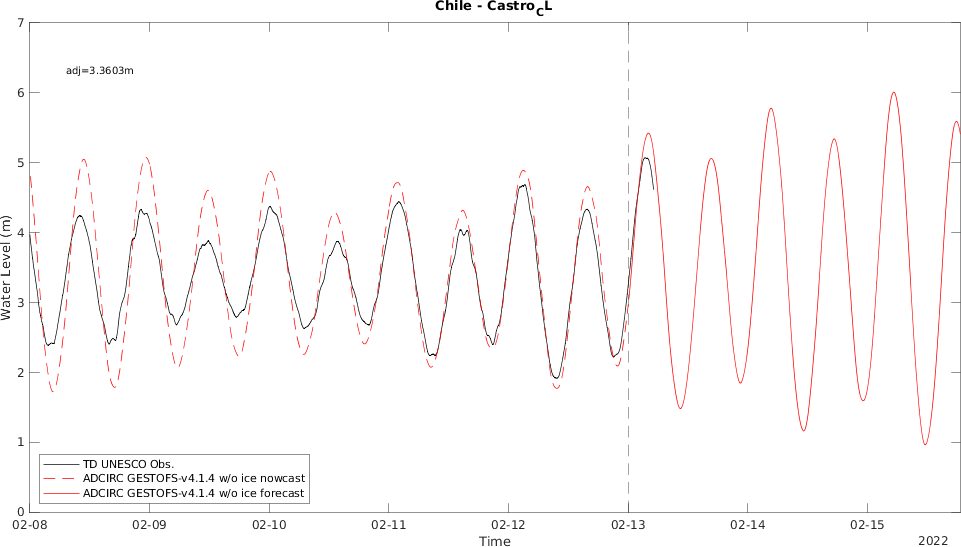 Chile - Castro_CL
7
adj=3.3603m
6
5
4
Water Level (m)
3
2
1
TD UNESCO Obs.
ADCIRC GESTOFS-v4.1.4 w/o ice nowcast
ADCIRC GESTOFS-v4.1.4 w/o ice forecast
0
02-08 02-09 02-10 02-11 02-12 02-13 02-14 02-15
Time
2022